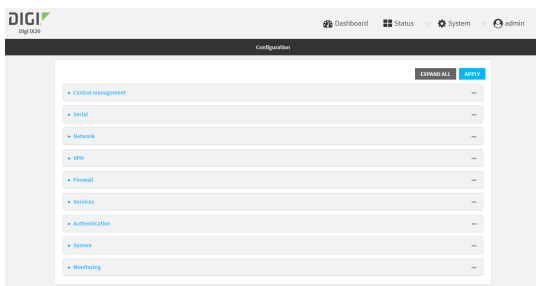 DIGI
Digi IX20
Dashboard
Status
System
admin
Configuration
EXPAND ALL
APPLY
Central management
Serial
Network
VPN
Firewall
Services
Authentication
System
Monitoring